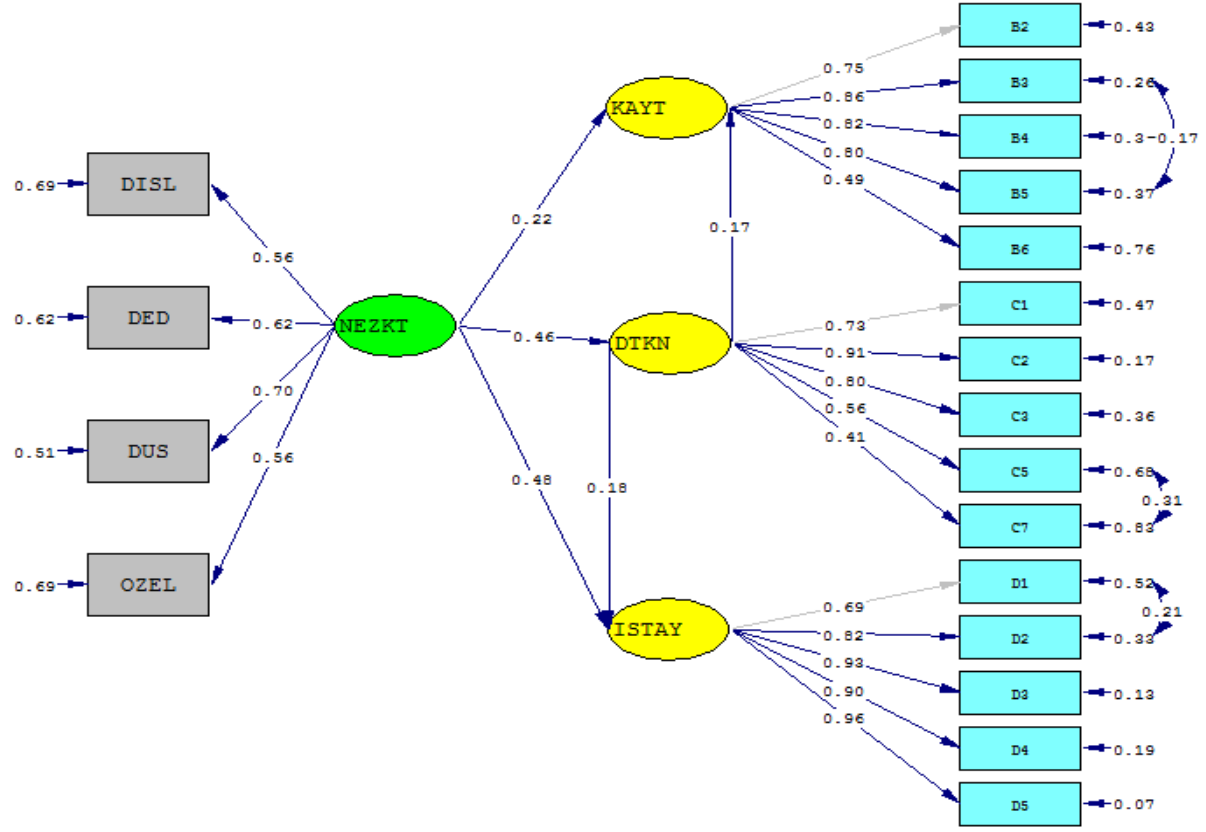 B2
0.43
0.75
KAYT
0.86
B3
0.26
0.82
B4
0.3-0.17
0.80
B5
0.37
0.49
B6
0.76
0.69
DISL
0.56
0.22
0.17
0.62
DED
0.62
NEZKT
0.46
DTKN
0.73
C1
0.47
0.91
C2
0.17
0.80
C3
0.36
0.56
C5
0.68
0.41
C7
0.83
0.31
0.51
DUS
0.70
0.56
0.48
0.18
0.69
OZEL
ISTAY
0.69
D1
0.52
0.21
0.82
D2
0.33
0.93
D3
0.13
0.90
D4
0.19
0.96
D5
0.07